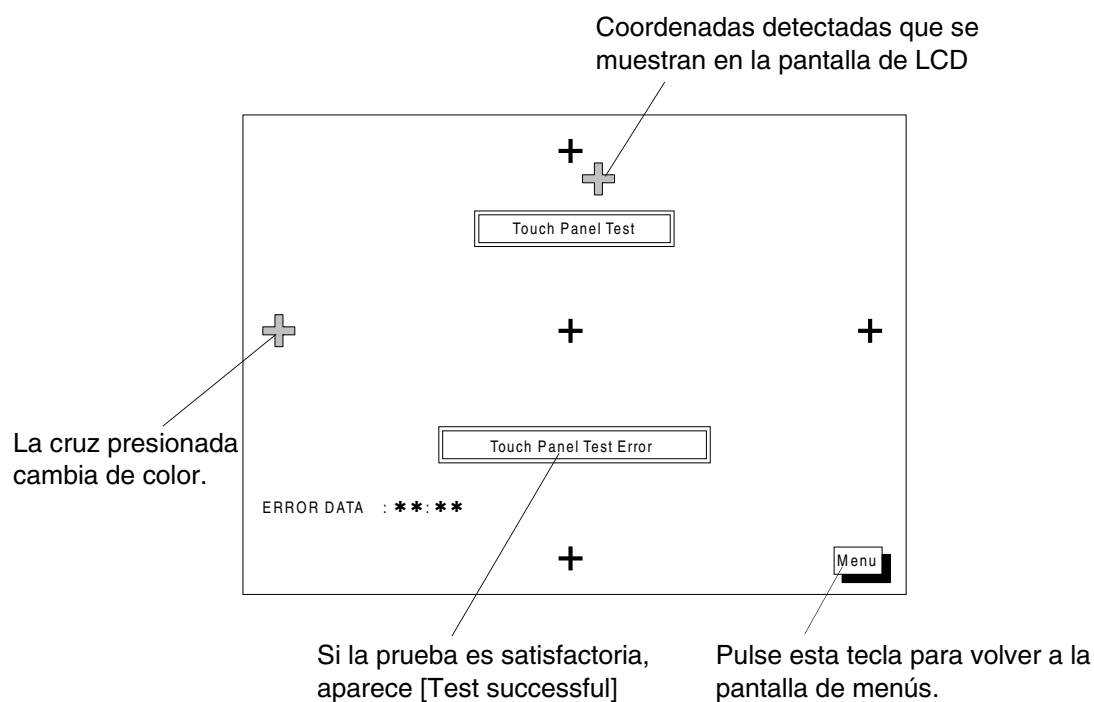 Coordenadas detectadas que se
muestran en la pantalla de LCD
Touch Panel Test
La cruz presionada
cambia de color.
Touch Panel Test Error
ERROR DATA : **:**
Menu
Si la prueba es satisfactoria,
aparece [Test successful]
Pulse esta tecla para volver a la
pantalla de menús.